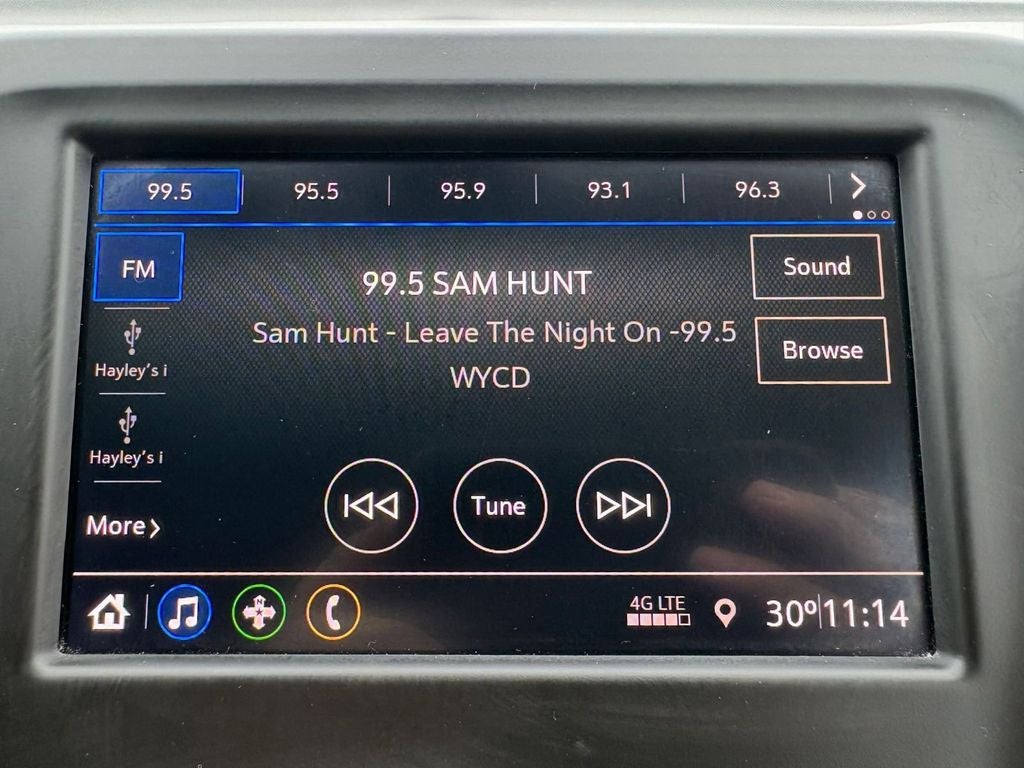 99.5 95.5 95.9 93.1 96.3
FM
99.5 SAM HUNT
Sound
Sam Hunt - Leave The Night On -99.5
WYCD
Browse
Hayley's i
Hayley's i
More
Tune
N
4G LTE
30° 11:14